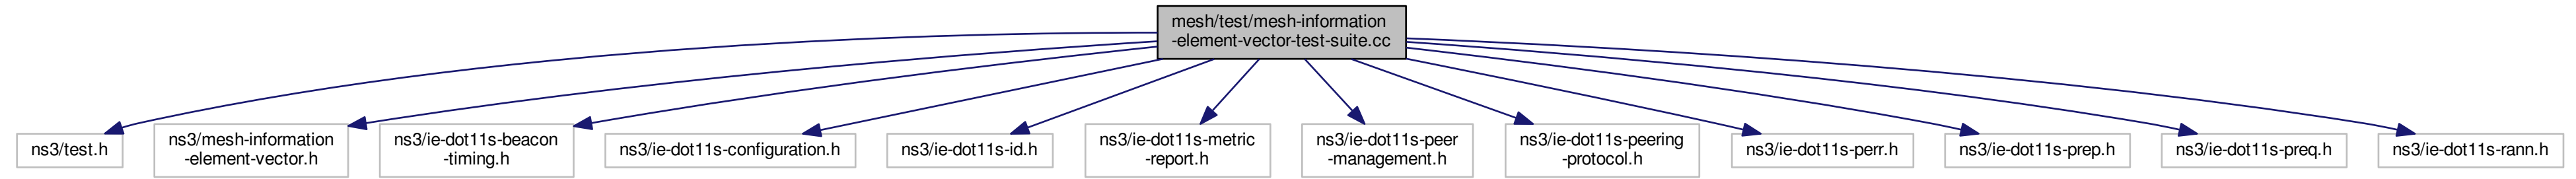 mesh/test/mesh-information
-element-vector-test-suite.cc
ns3/test.h
ns3/mesh-information
-element-vector.h
ns3/ie-dot11s-beacon
-timing.h
ns3/ie-dot11s-configuration.h
ns3/ie-dot11s-id.h
ns3/ie-dot11s-metric
-report.h
ns3/ie-dot11s-peer
-management.h
ns3/ie-dot11s-peering
-protocol.h
ns3/ie-dot11s-perr.h
ns3/ie-dot11s-prep.h
ns3/ie-dot11s-preq.h
ns3/ie-dot11s-rann.h